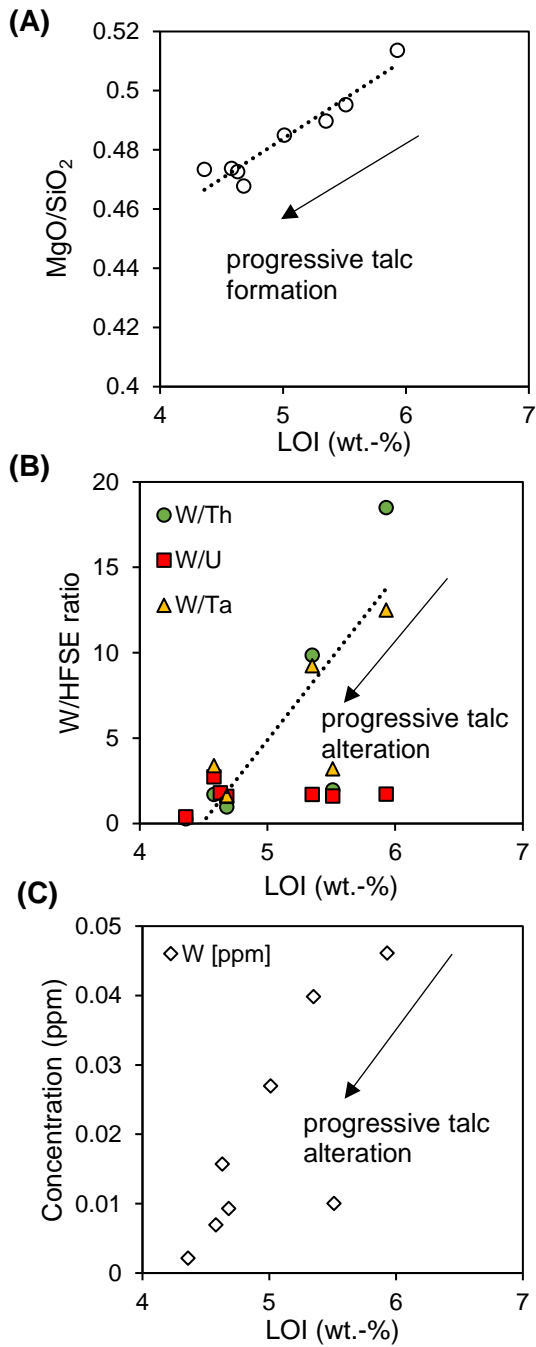 (A)
0.52
0.5
0.48
0.46
0.44
0.42
0.4
MgO/SiO₂
progressive talc
formation
4 5 6 7
LOI (wt.-%)
(B)
20
15
10
5
0
W/HFSE ratio
W/Th
W/U
W/Ta
progressive talc
alteration
4 5 6 7
LOI (wt.-%)
(C)
0.05
0.04
0.03
0.02
0.01
0
Concentration (ppm)
W [ppm]
progressive talc
alteration
4 5 6 7
LOI (wt.-%)